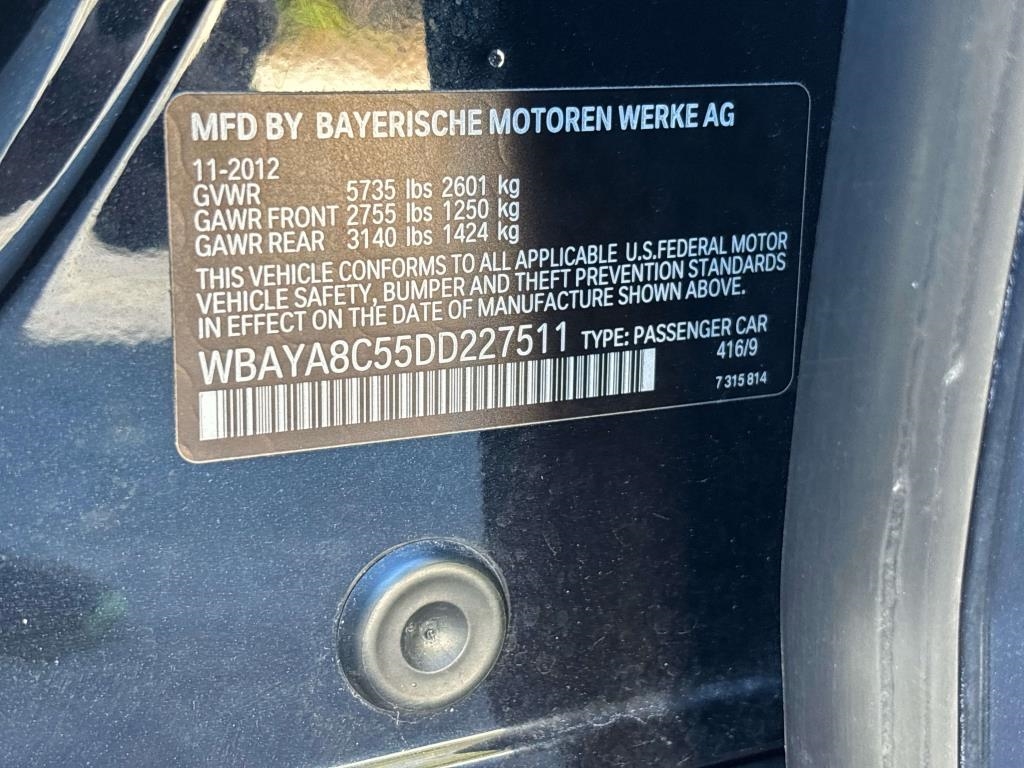 MFD BY BAYERISCHE MOTOREN WERKE AG
11-2012
GVWR 5735 lbs 2601 kg
GAWR FRONT 2755 lbs 1250 kg
GAWR REAR 3140 lbs 1424 kg
THIS VEHICLE CONFORMS TO ALL APPLICABLE U.S.FEDERAL MOTOR
VEHICLE SAFETY, BUMPER AND THEFT PREVENTION STANDARDS
IN EFFECT ON THE DATE OF MANUFACTURE SHOWN ABOVE.
WBAYA8C55DD227511 TYPE: PASSENGER CAR
416/9
7 315 814